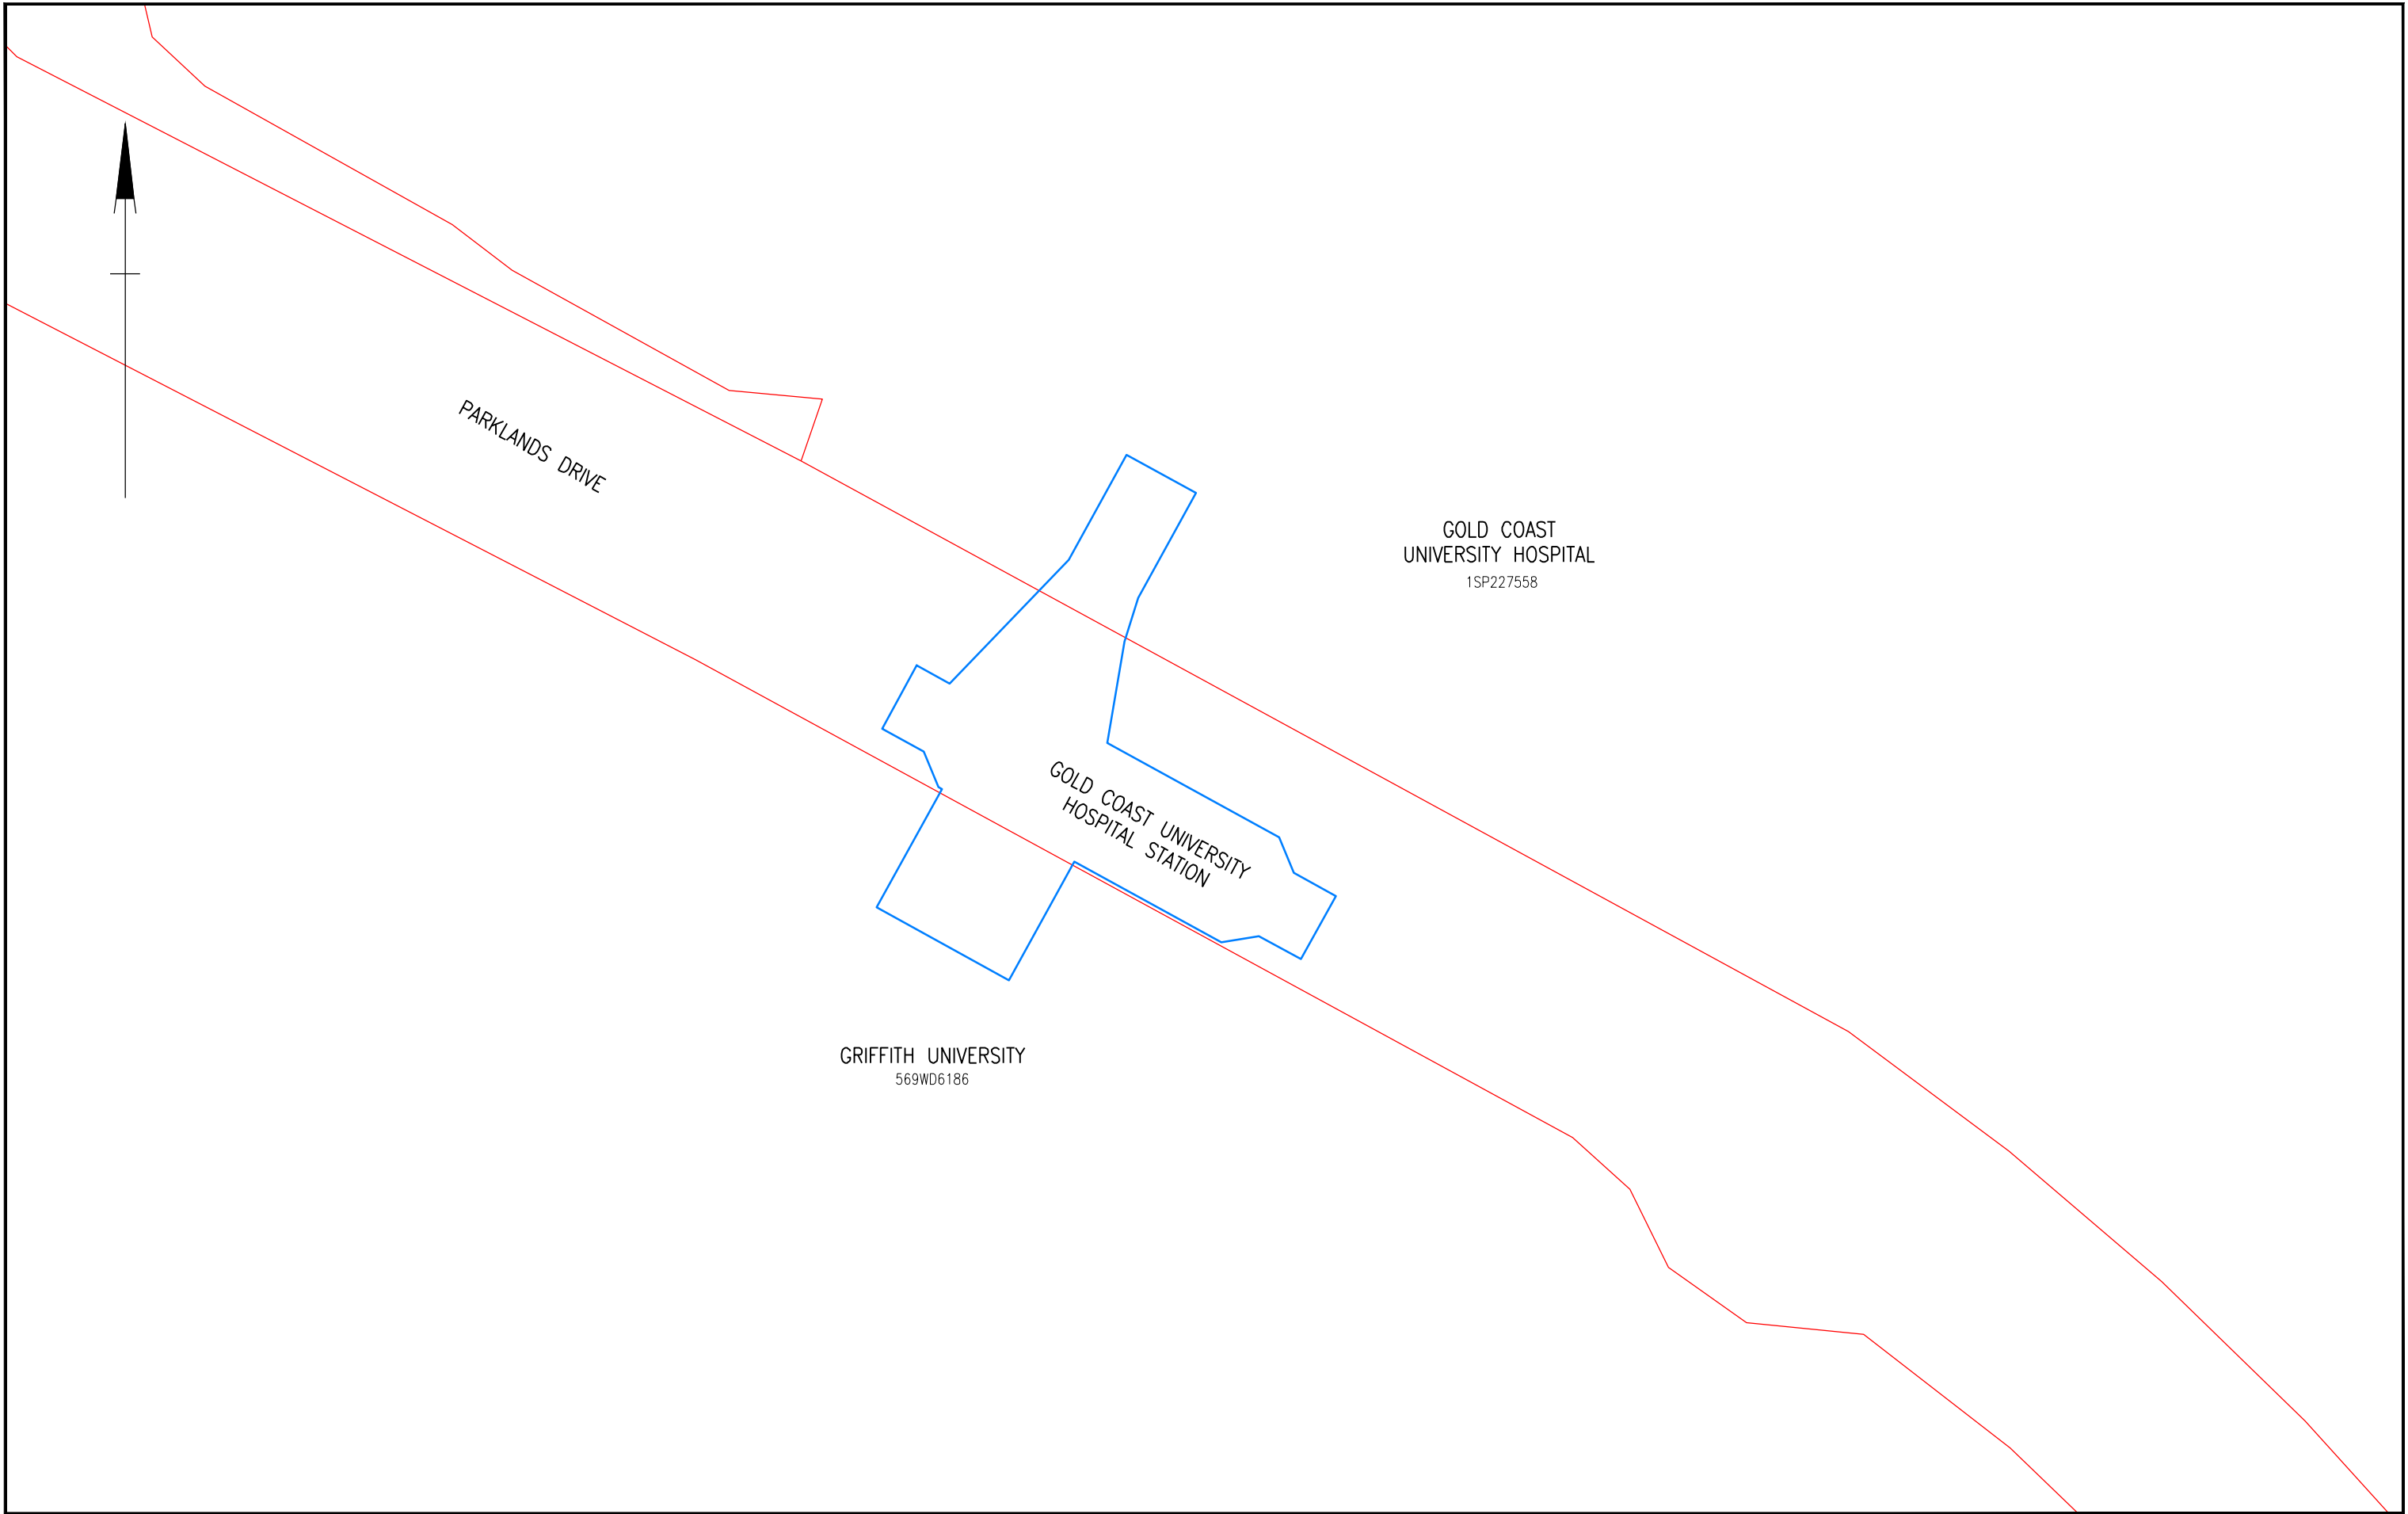 PARKLANDS DRIVE
GOLD COAST
UNIVERSITY HOSPITAL
1SP227558
GOLD COAST UNIVERSITY
HOSPITAL STATION
GRIFFITH UNIVERSITY
569WD6186